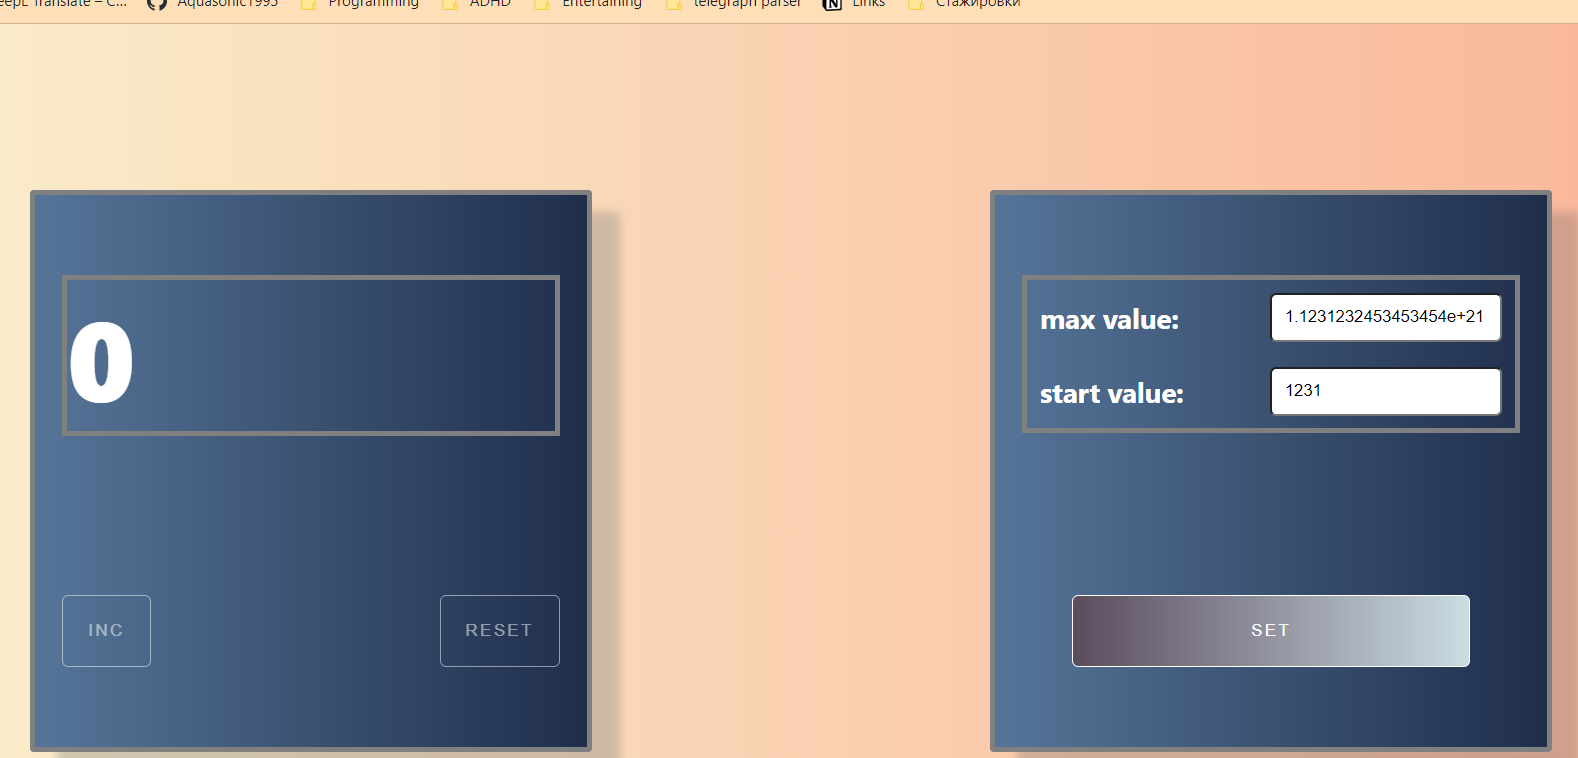 Translate – C... Aquasonic1995 Programming ADHD Entertaining telegraph parser Links Стажировки
0
max value: 1.1231232453453454e+21
start value: 1231
INC RESET SET